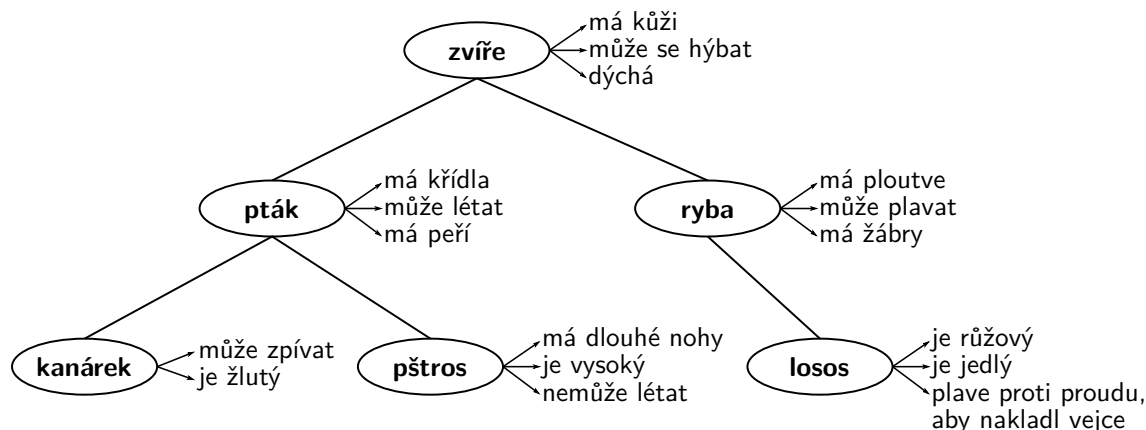 zvíře
má kůži
může se hýbat
dýchá
pták
má křídla
může létat
má peří
ryba
má ploutve
může plavat
má žábry
kanárek
může zpívat
je žlutý
pštros
má dlouhé nohy
je vysoký
nemůže létat
losos
je růžový
je jedlý
plave proti proudu,
aby nakladl vejce